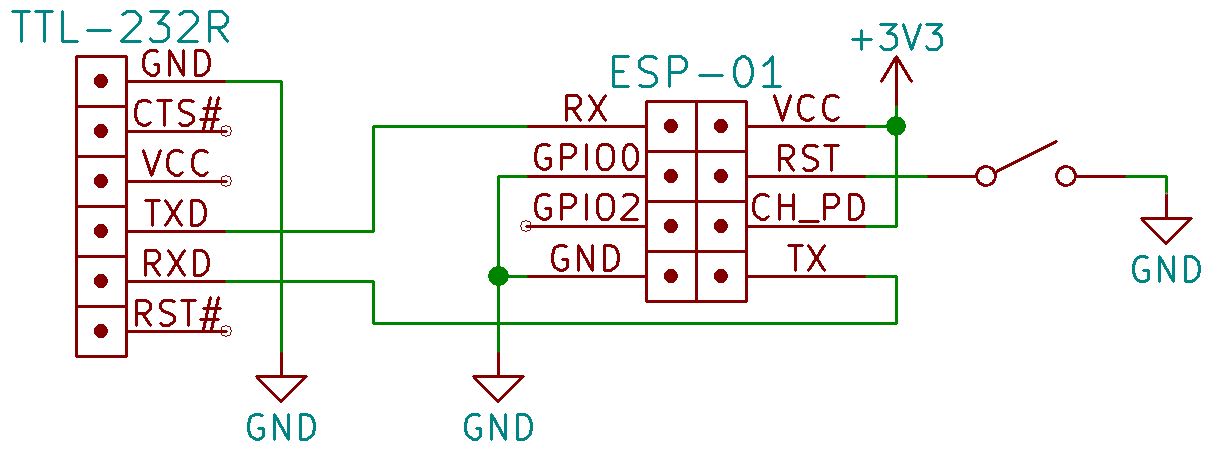 TTL-232R
GND
CTS#
VCC
TXD
RXD
RST#
GND
ESP-01
RX
GPIO0
GPIO2
GND
VCC
RST
CH_PD
TX
GND
+3V3
GND